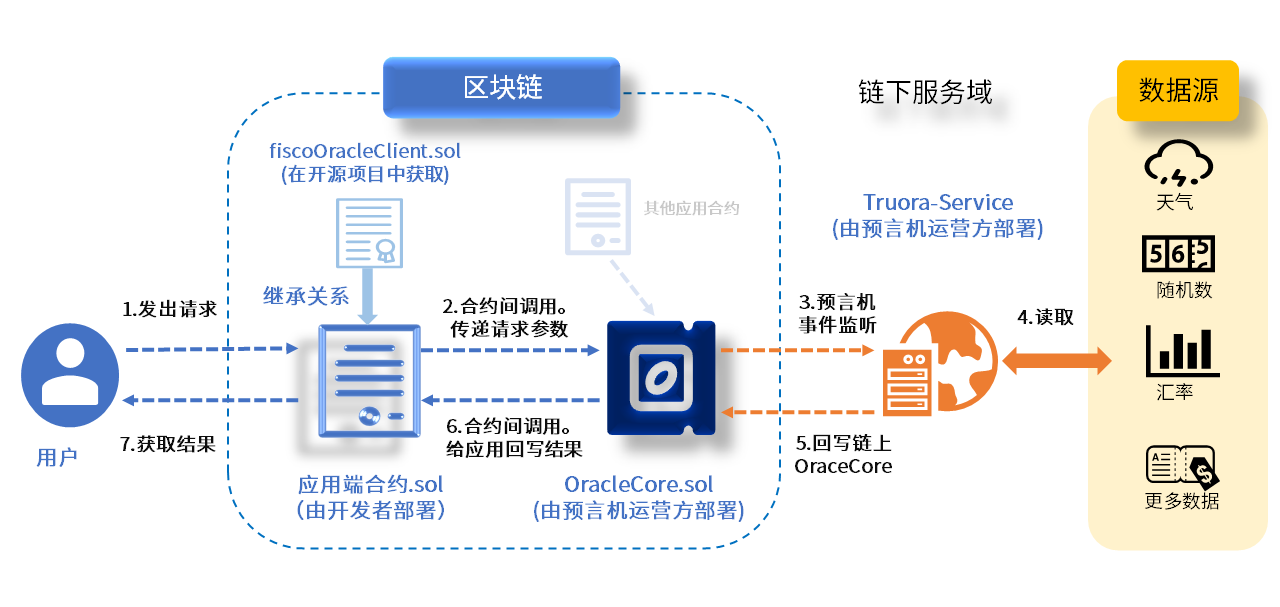 区块链
链下服务域
数据源
fiscoOracleClient.sol
(在开源项目中获取)
其他应用合约
Truora-Service
(由预言机运营方部署)
天气
5 6 5
随机数
继承关系
1.发出请求
2.合约间调用。
传递请求参数
3.预言机
事件监听
4.读取
汇率
用户
7.获取结果
6.合约间调用。
给应用回写结果
5.回写链上
OraceCore
应用端合约.sol
（由开发者部署）
OracleCore.sol
(由预言机运营方部署)
A
更多数据